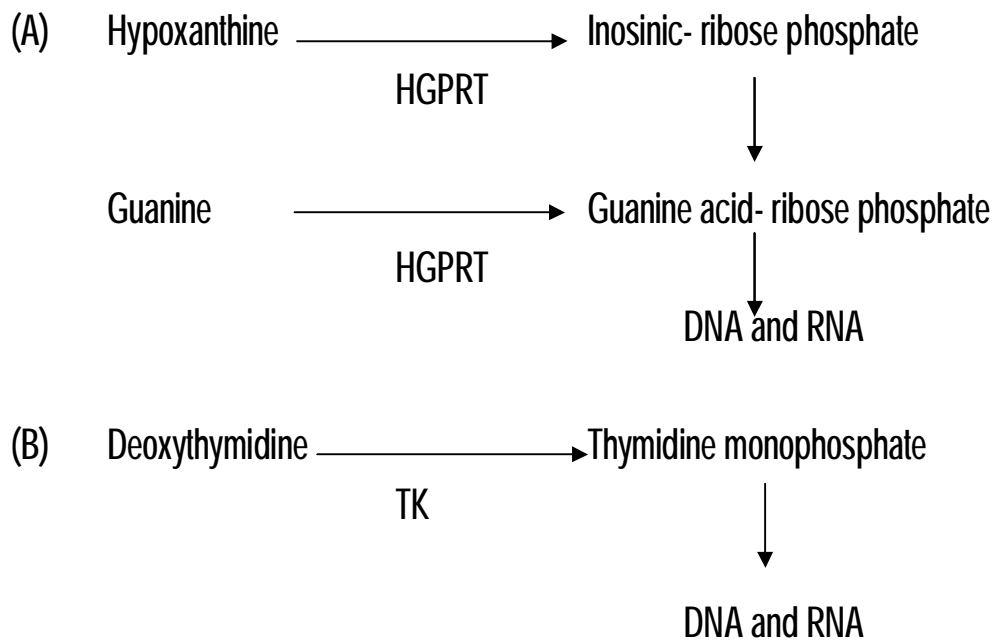 (A) Hypoxanthine Inosinic- ribose phosphate
HGPRT
Guanine Guanine acid- ribose phosphate
HGPRT
DNA and RNA
(B) Deoxythymidine Thymidine monophosphate
TK
DNA and RNA